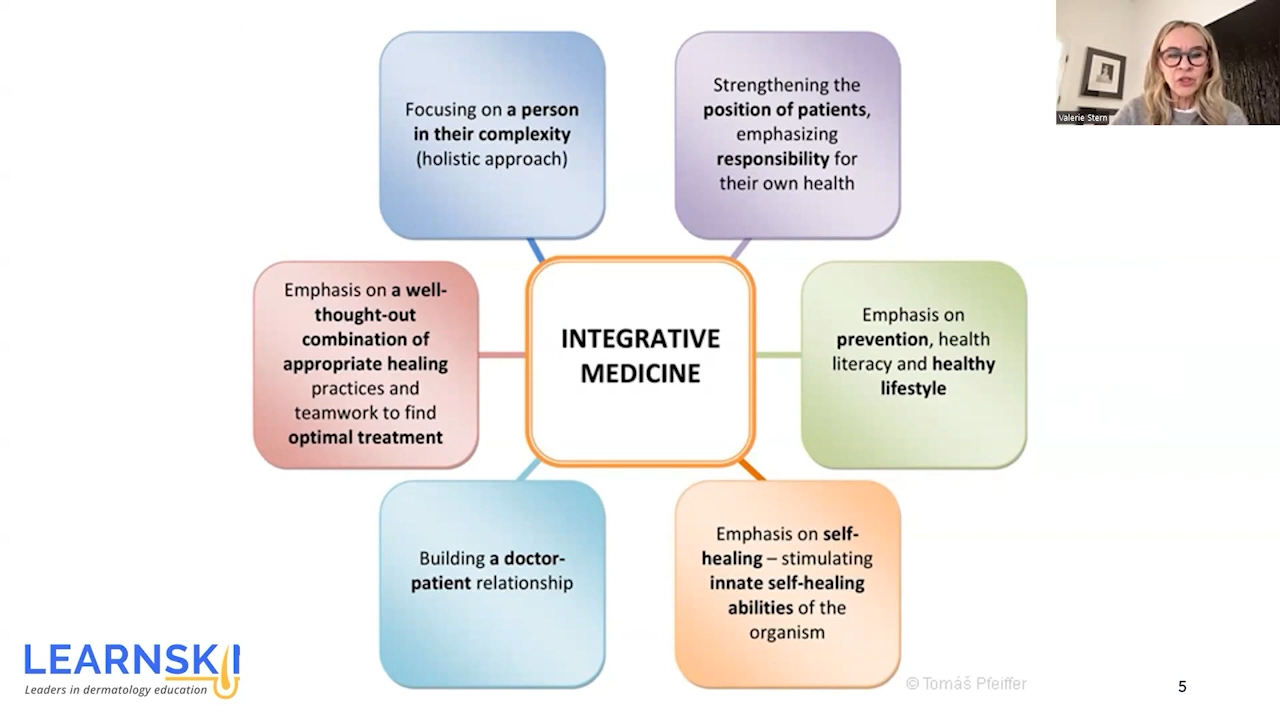 Focusing on a person
in their complexity
(holistic approach)
Strengthening the
position of patients,
emphasizing
responsibility for
their own health
Valerie Stern
Emphasis on a well-
thought-out
combination of
appropriate healing
practices and
teamwork to find
optimal treatment
INTEGRATIVE
MEDICINE
Emphasis on
prevention, health
literacy and healthy
lifestyle
Building a doctor-
patient relationship
Emphasis on self-
healing – stimulating
innate self-healing
abilities of the
organism
LEARNSKIN
Leaders in dermatology education
© Tomáš Pfeiffer
5